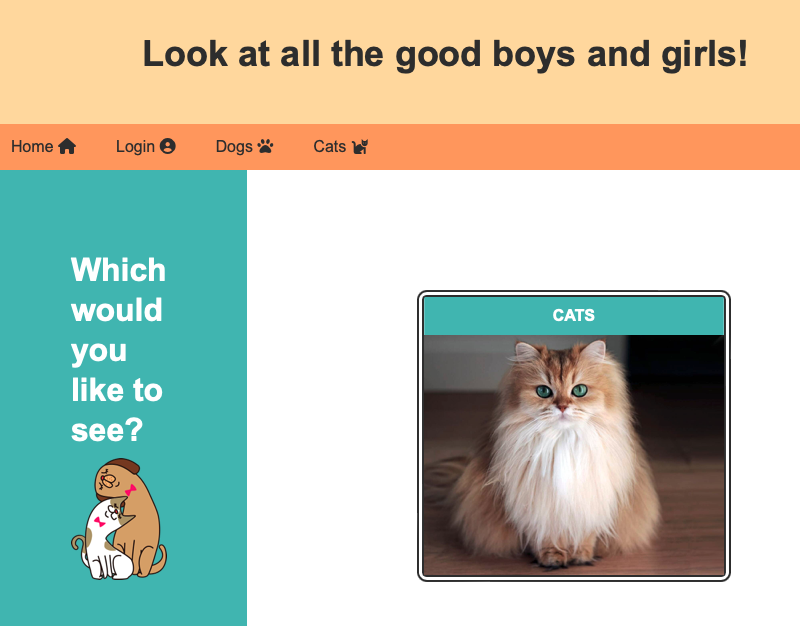 Look at all the good boys and girls!
Home Login Dogs Cats
Which
would
you
like to
see?
CATS